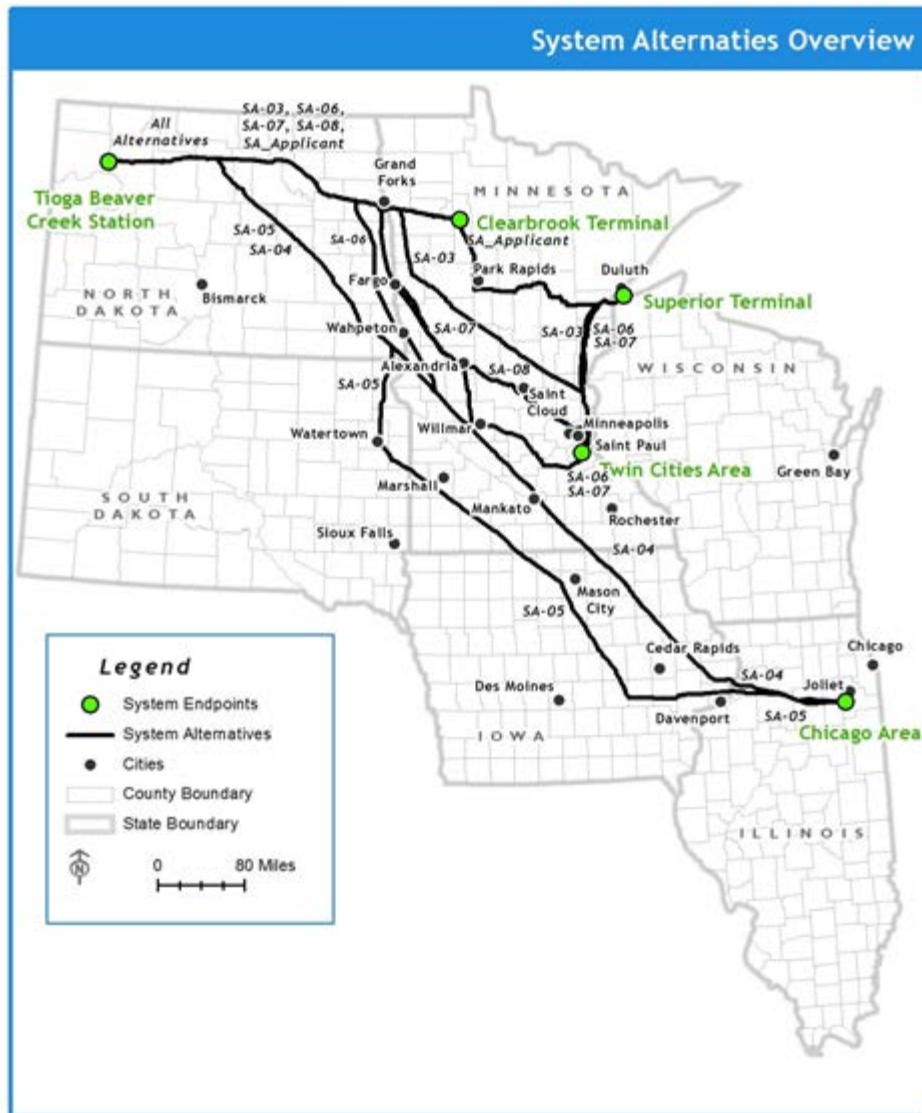 System Alternaties Overview
All
Alternatives
SA-03, SA-06,
SA-07, SA-08,
SA_Applicant
Grand
Forks
MINNESOTA
Tioga Beaver
Creek Station
Clearbrook Terminal
SA_Applicant
SA-05
SA-04
SA-06
SA-03
Park Rapids
Duluth
Superior Terminal
Bismarck
Fargo
NORTH
DAKOTA
Wahpeton
SA-07
SA-03
SA-06
SA-07
WISCONSIN
Alexandria
SA-08
SA-05
Saint
Cloud
Minneapolis
Willmar
Saint Paul
Watertown
Twin Cities Area
Green Bay
SA-06
SA-07
Marshall
SOUTH
DAKOTA
Mankato
Rochester
Sioux Falls
SA-04
Mason
City
SA-05
Cedar Rapids
Chicago
SA-04
Des Moines
Joliet
Davenport
SA-05
Chicago Area
IOWA
ILLINOIS
Legend
System Endpoints
System Alternatives
Cities
County Boundary
State Boundary
N
0 80 Miles